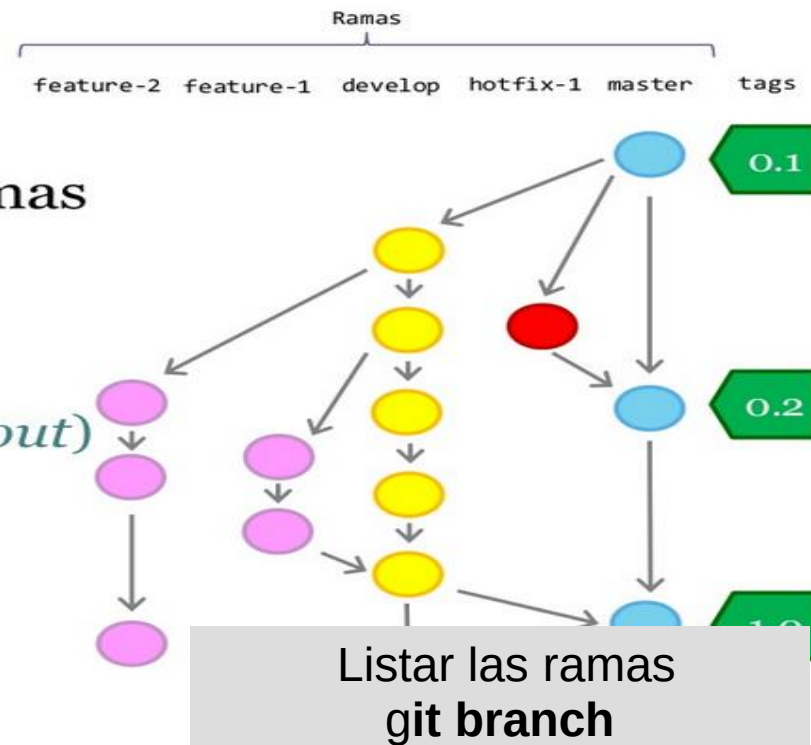 Ramas
feature-2 feature-1 develop hotfix-1 master tags
0.1
0.2
Listar las ramas
git branch